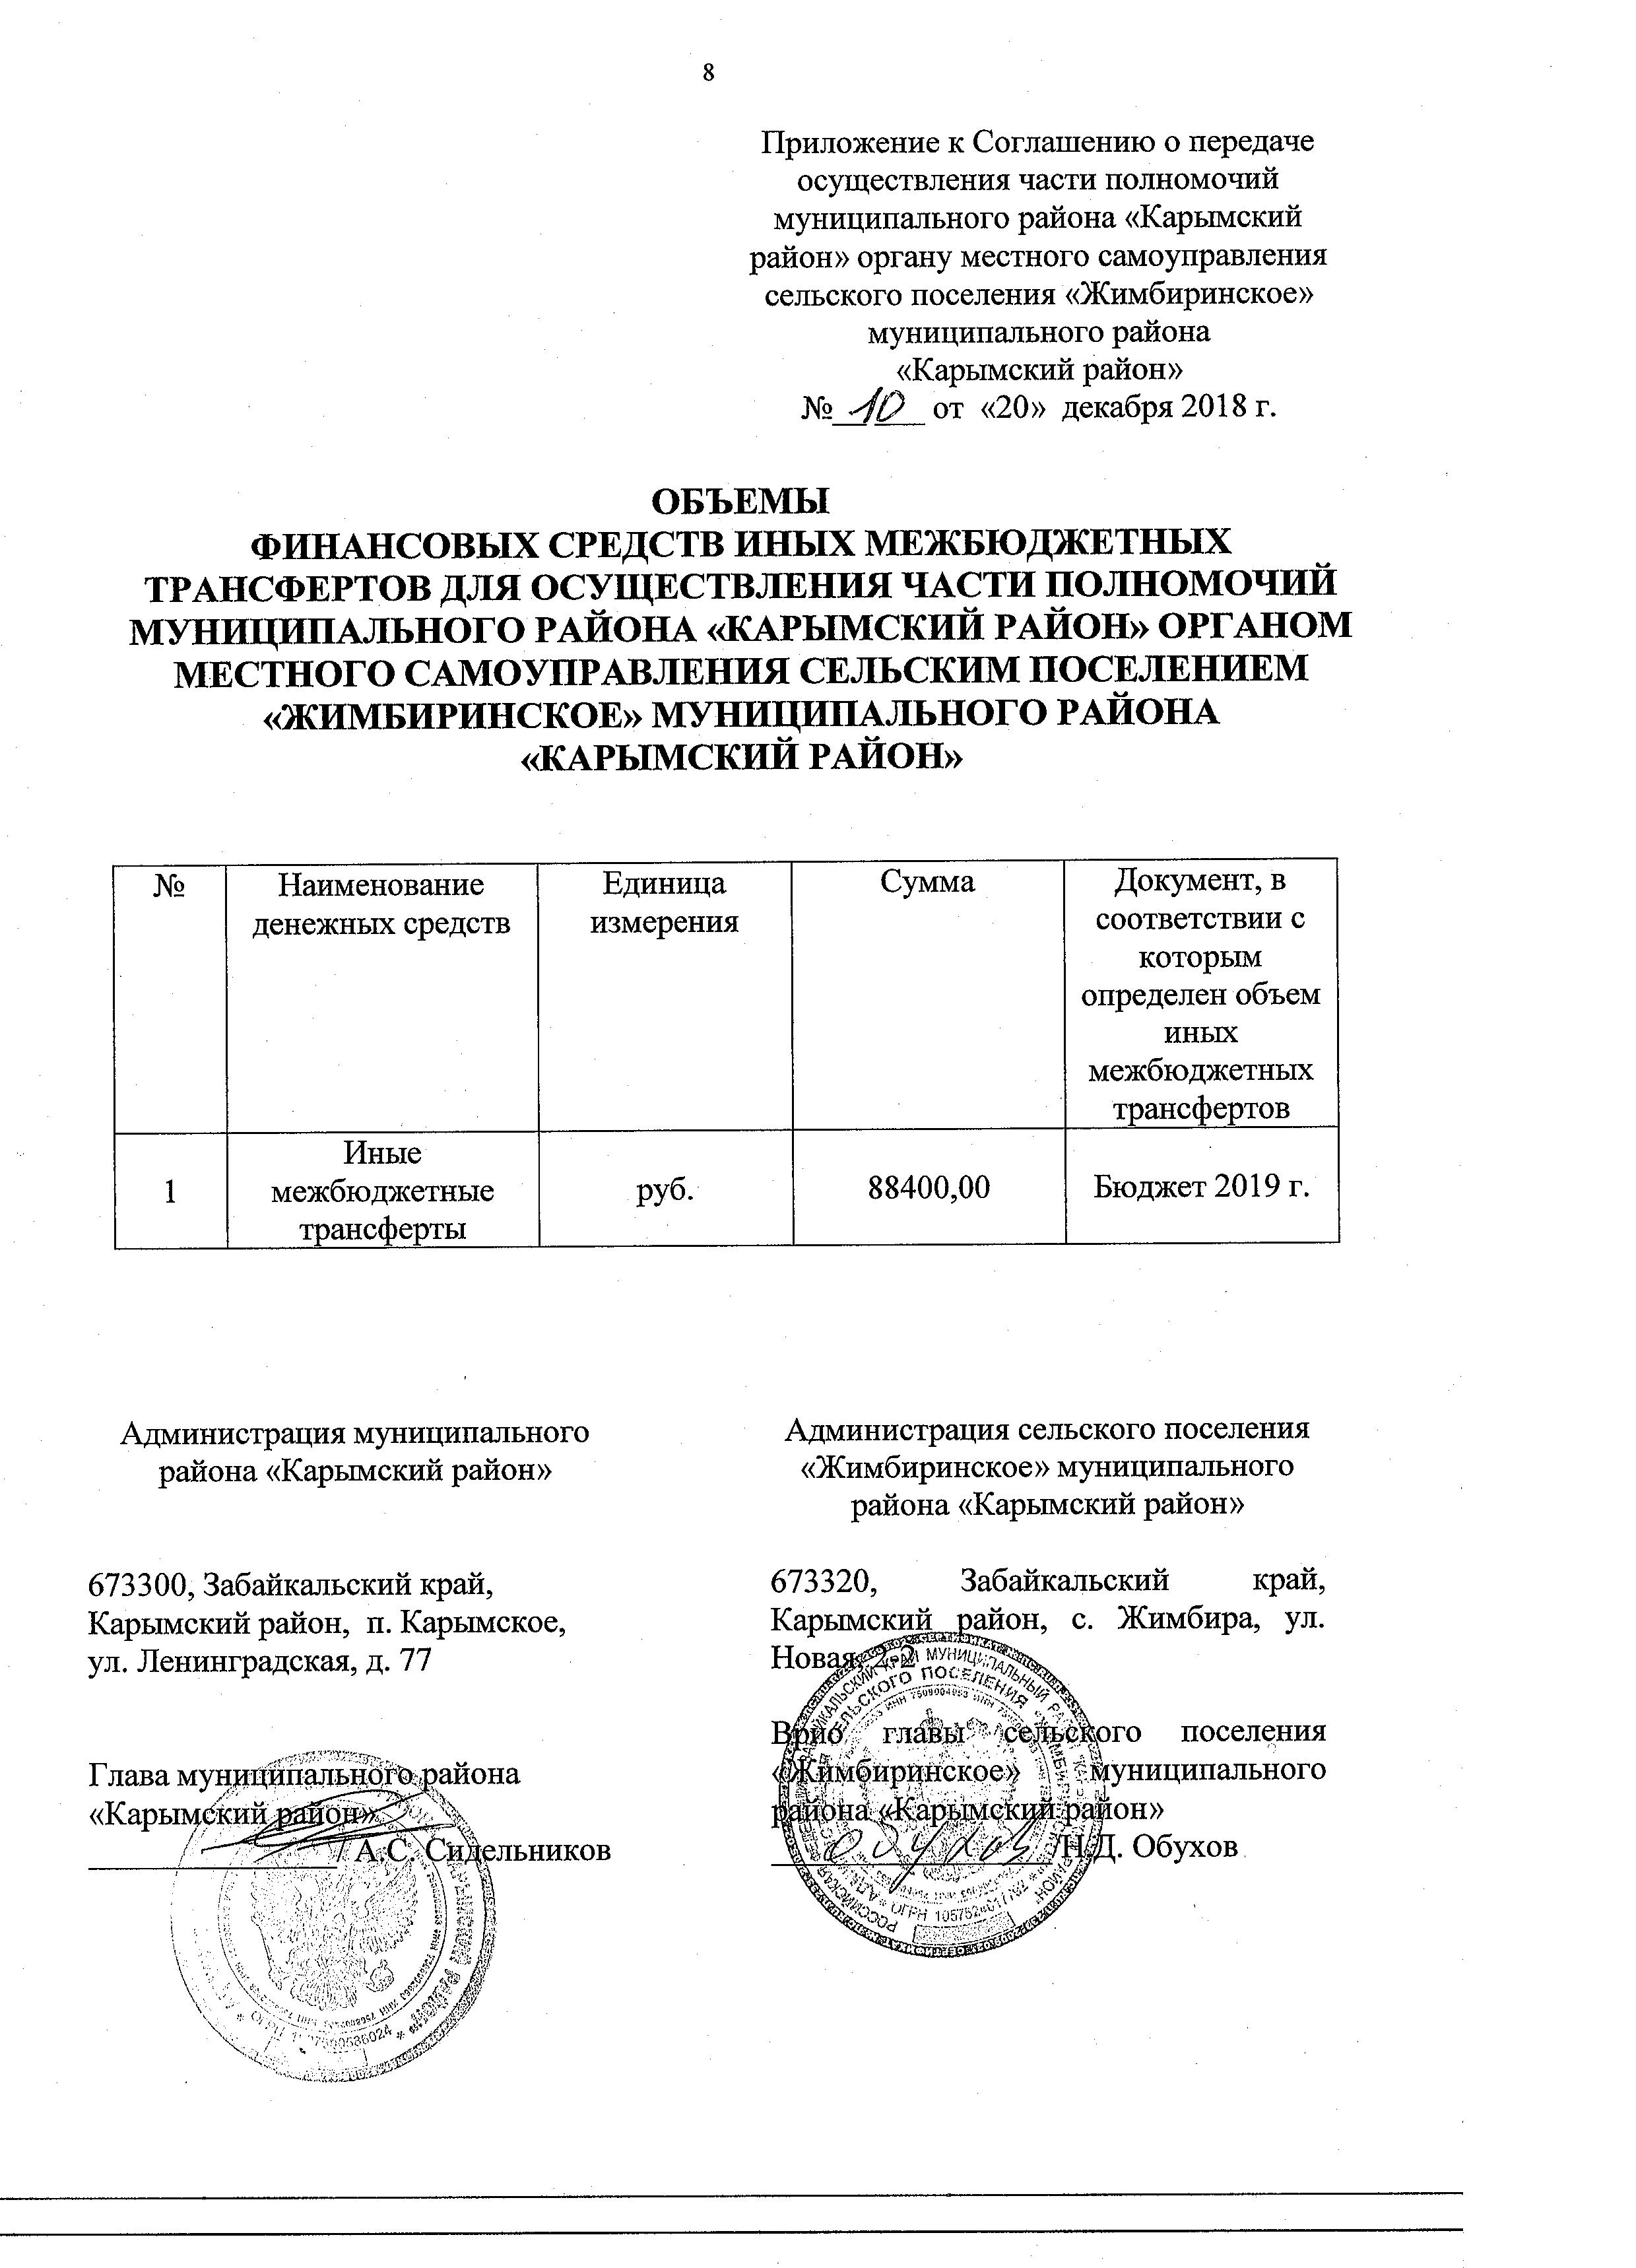 8
Приложение к Соглашению о передаче
осуществления части полномочий
муниципального района «Карымский
район» органу местного самоуправления
сельского поселения «Жимбиринское»
муниципального района
«Карымский район»
№ 10 от «20» декабря 2018 г.
ОБЪЕМЫ
ФИНАНСОВЫХ СРЕДСТВ ИНЫХ МЕЖБЮДЖЕТНЫХ
ТРАНСФЕРТОВ ДЛЯ ОСУЩЕСТВЛЕНИЯ ЧАСТИ ПОЛНОМОЧИЙ
МУНИЦИПАЛЬНОГО РАЙОНА «КАРЫМСКИЙ РАЙОН» ОРГАНОМ
МЕСТНОГО САМОУПРАВЛЕНИЯ СЕЛЬСКИМ ПОСЕЛЕНИЕМ
«ЖИМБИРИНСКОЕ» МУНИЦИПАЛЬНОГО РАЙОНА
«КАРЫМСКИЙ РАЙОН»
№
Наименование
денежных средств
Единица
измерения
Сумма
Документ, в
соответствии с
которым
определен объем
иных
межбюджетных
трансфертов
1
Иные
межбюджетные
трансферты
руб.
88400,00
Бюджет 2019 г.
Администрация муниципального
района «Карымский район»
673300, Забайкальский край,
Карымский район, п. Карымское,
ул. Ленинградская, д. 77
Глава муниципального района
«Карымский район»
/ А.С. Сидельников
Администрация сельского поселения
«Жимбиринское» муниципального
района «Карымский район»
673320, Забайкальский край,
Карымский район, с. Жимбира, ул.
Новая, 2-2
Врио главы сельского поселения
«Жимбиринское» муниципального
района «Карымский район»
Обухов /Н.Д. Обухов